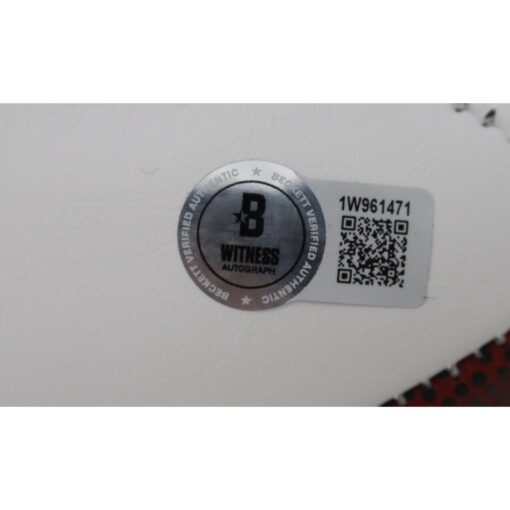 BECKETT VERIFIED AUTHENTIC ★ BECKETT VERIFIED AUTHENTIC ★
B
WITNESS
AUTOGRAPH
1W961471